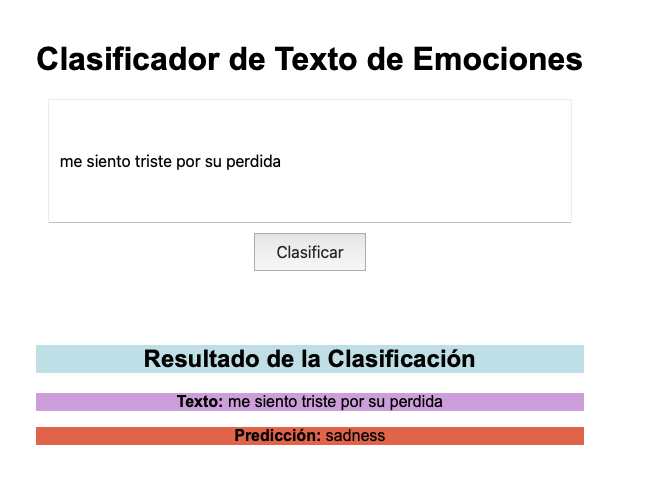 Clasificador de Texto de Emociones
me siento triste por su perdida
Clasificar
Resultado de la Clasificación
Texto: me siento triste por su perdida
Predicción: sadness